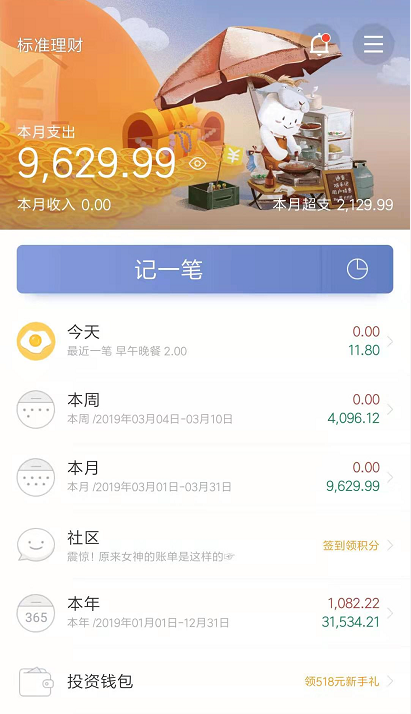 标准理财
本月支出
9,629.99
¥
本月收入 0.00
本月超支 2,129.99
记一笔
今天
0.00
最近一笔 早午晚餐 2.00
11.80
本周
0.00
本周 /2019年03月04日-03月10日
4,096.12
本月
0.00
本月 /2019年03月01日-03月31日
9,629.99
社区
签到领积分
震惊! 原来女神的账单是这样的☞
本年
1,082.22
365
本年 /2019年01月01日-12月31日
31,534.21
投资钱包
领518元新手礼